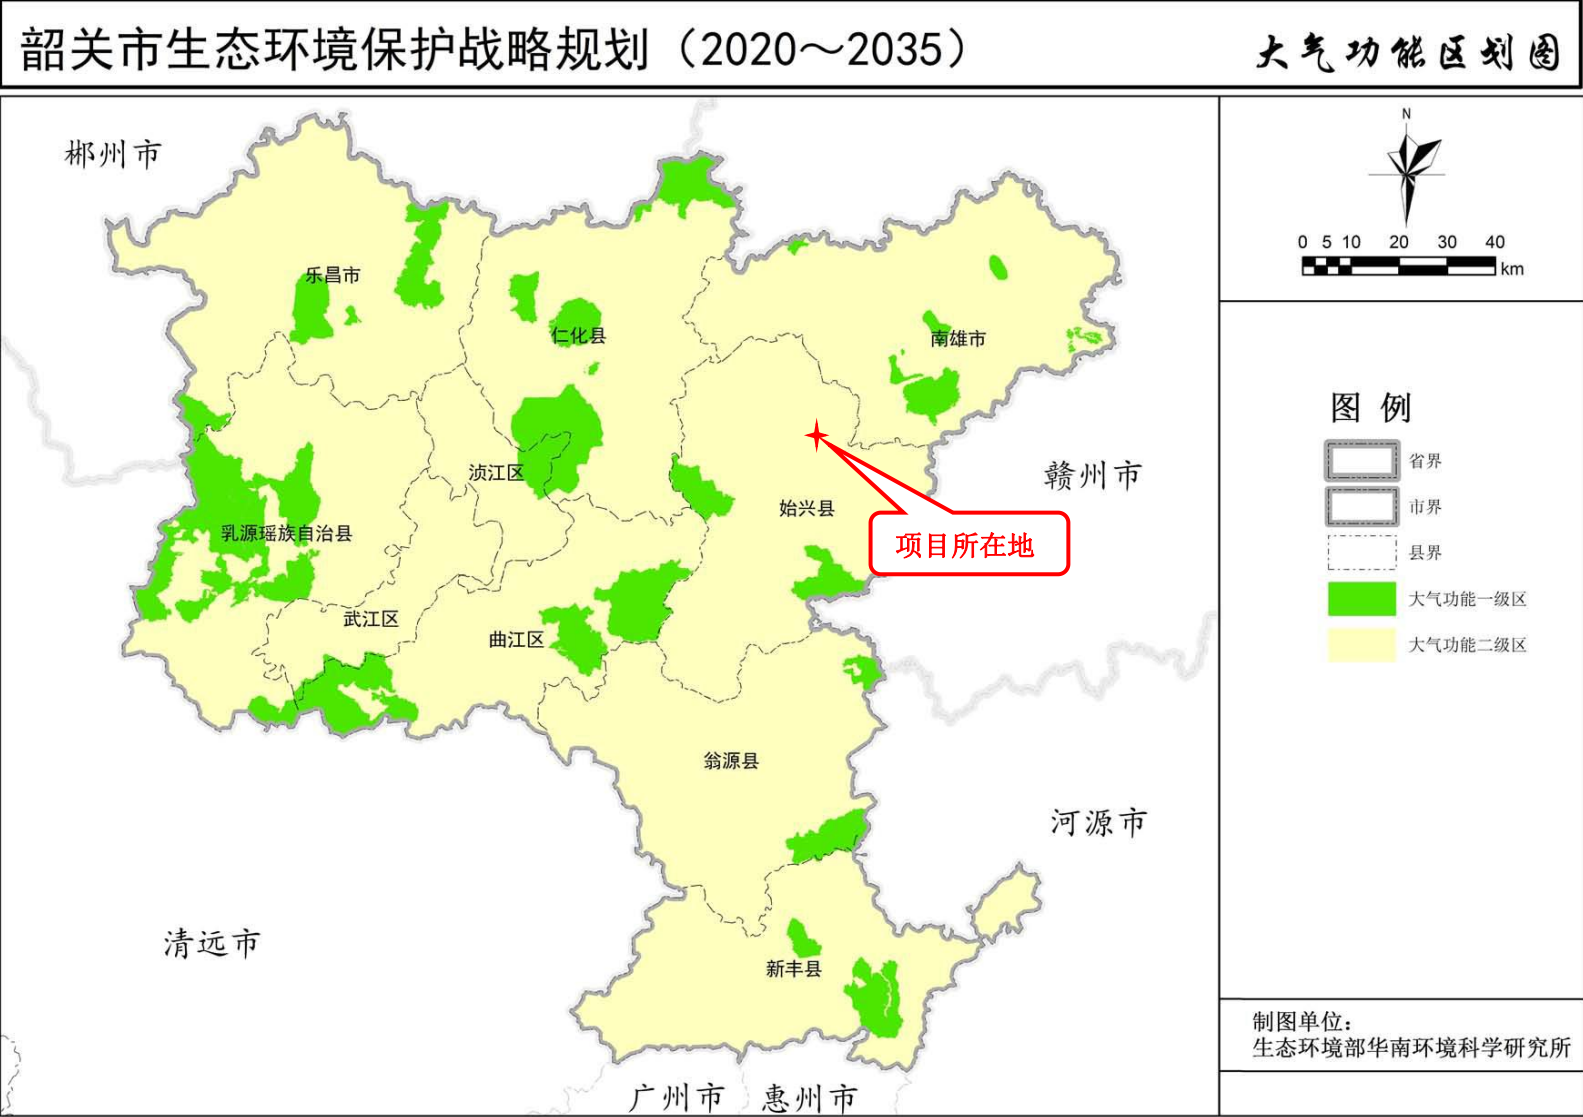 韶关市生态环境保护战略规划（2020～2035）
大气功能区划图
郴州市
N
0 5 10 20 30 40
km
乐昌市
仁化县
南雄市
图 例
浈江区
始兴县
赣州市
省界
市界
乳源瑶族自治县
项目所在地
县界
大气功能一级区
武江区
曲江区
大气功能二级区
翁源县
河源市
清远市
新丰县
制图单位：
生态环境部华南环境科学研究所
广州市
惠州市